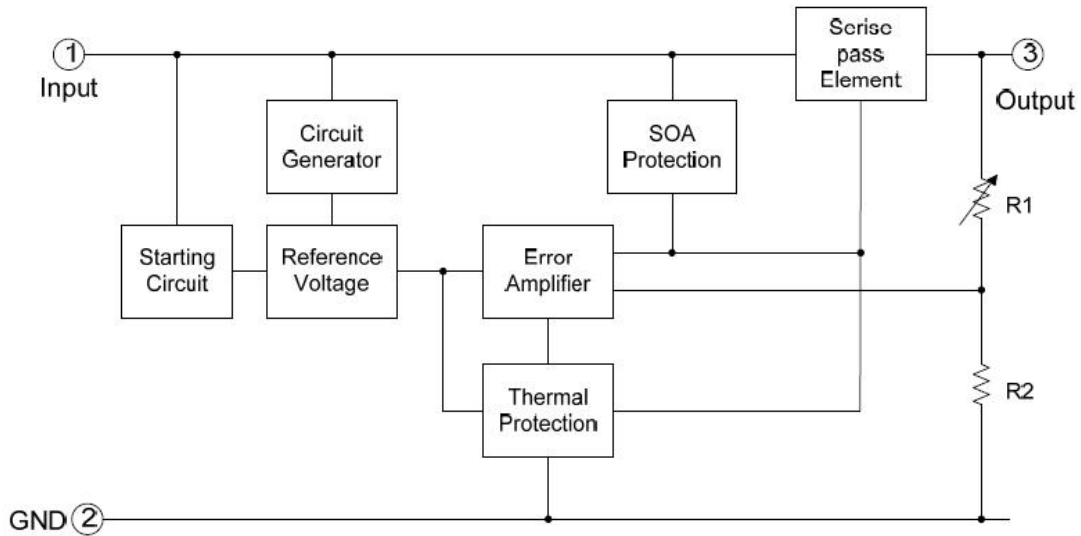 Serise
pass
Element
1
Input
3
Output
Circuit
Generator
SOA
Protection
R1
Starting
Circuit
Reference
Voltage
Error
Amplifier
Thermal
Protection
R2
GND 2